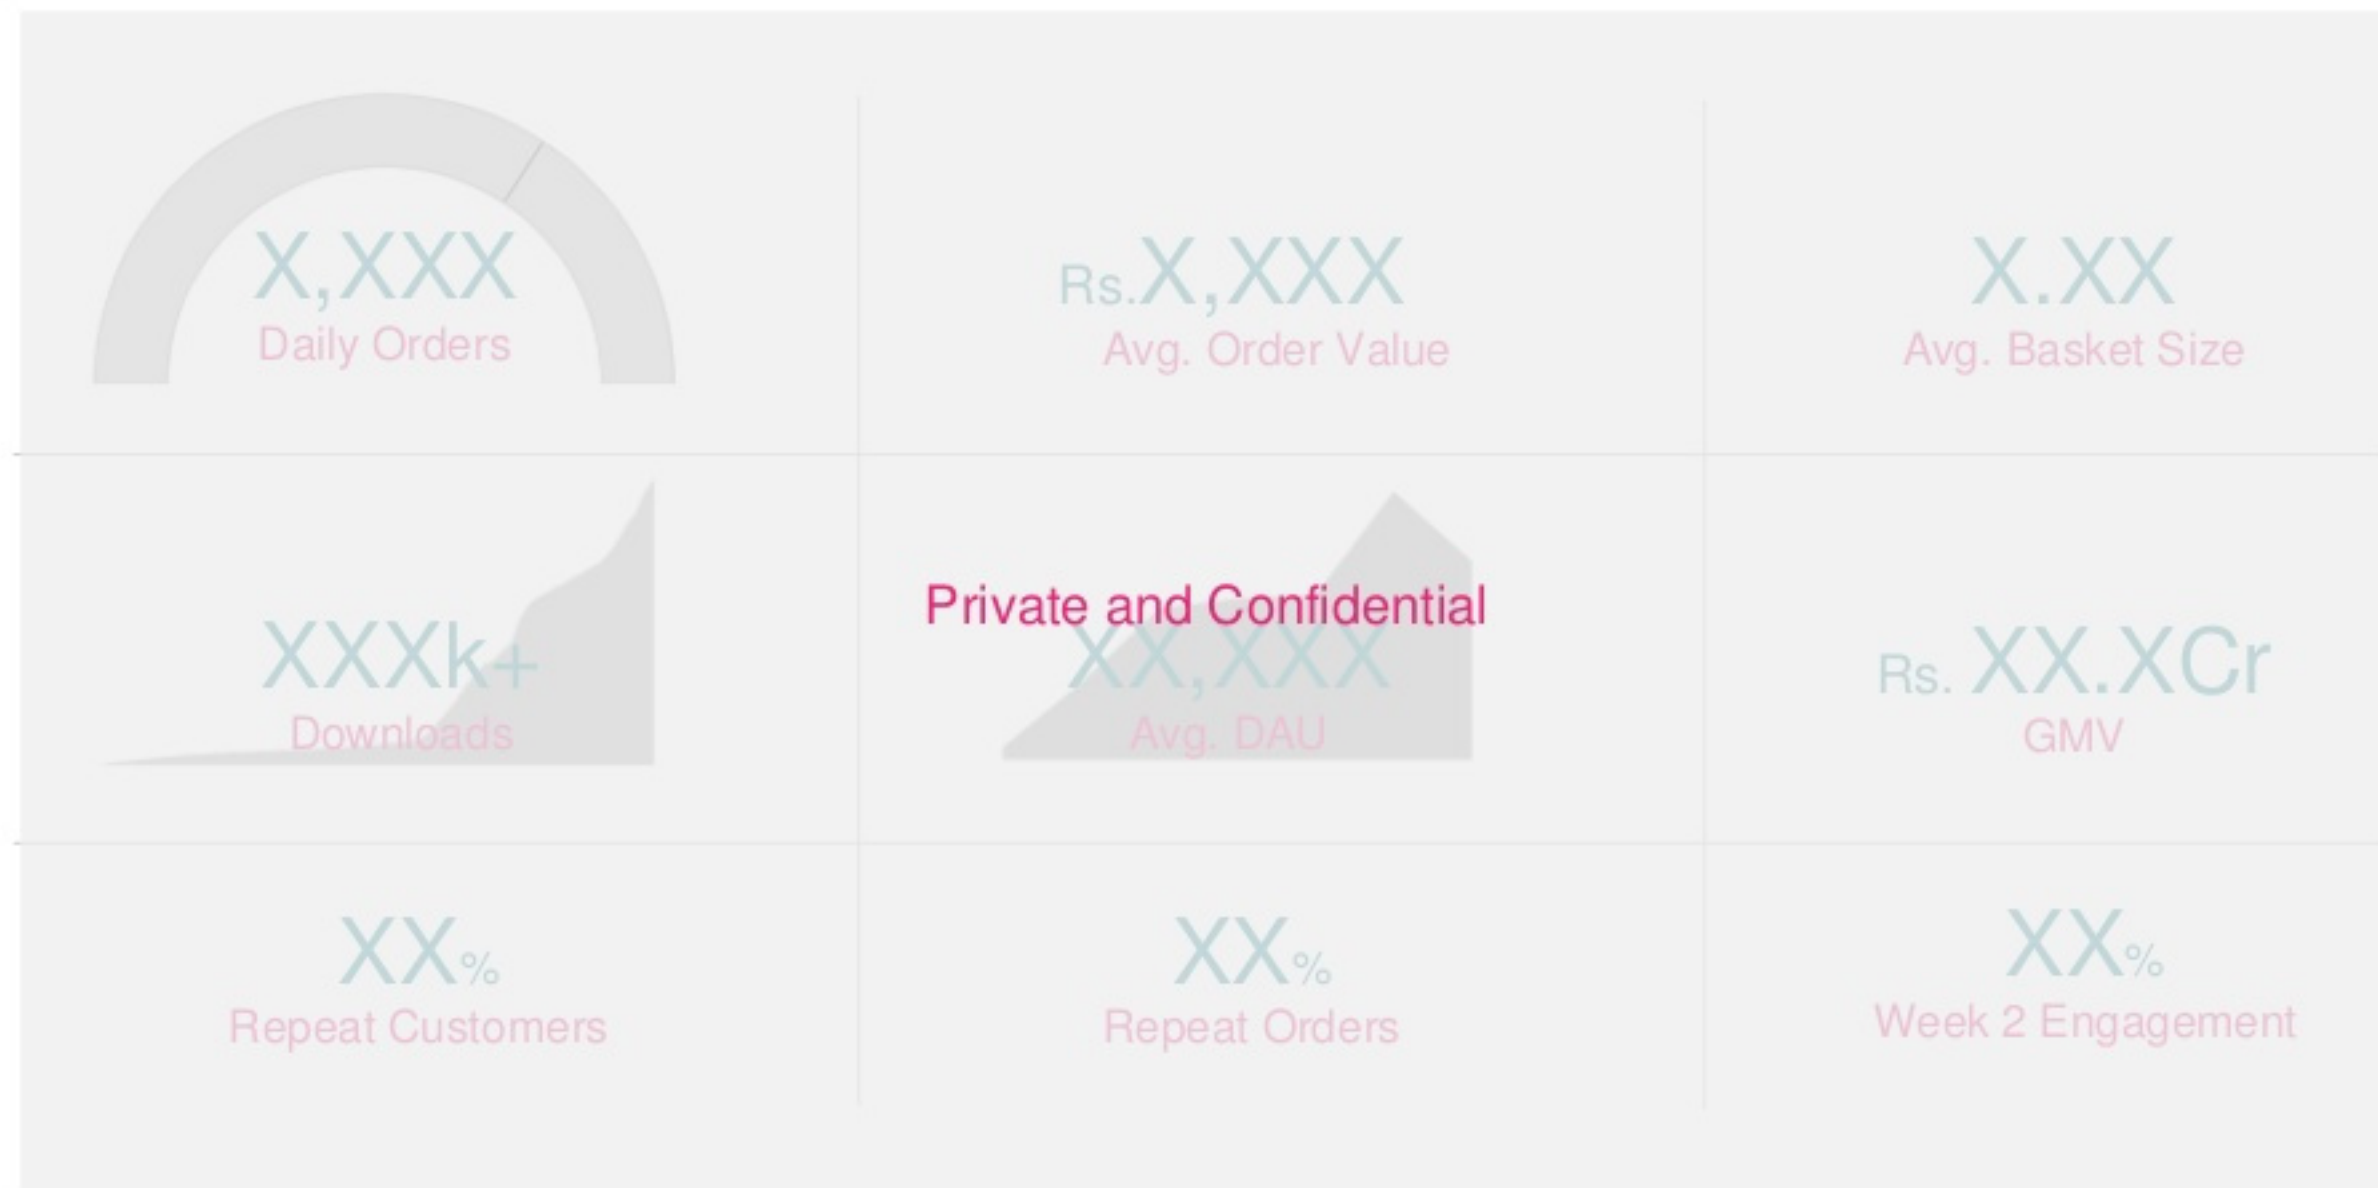 X,XXX
Daily Orders
Rs.X,XXX
Avg. Order Value
X.XX
Avg. Basket Size
XXXk+
Downloads
Private and Confidential
XX,XXX
Avg. DAU
Rs. XX.XCr
GMV
XX%
Repeat Customers
XX%
Repeat Orders
XX%
Week 2 Engagement